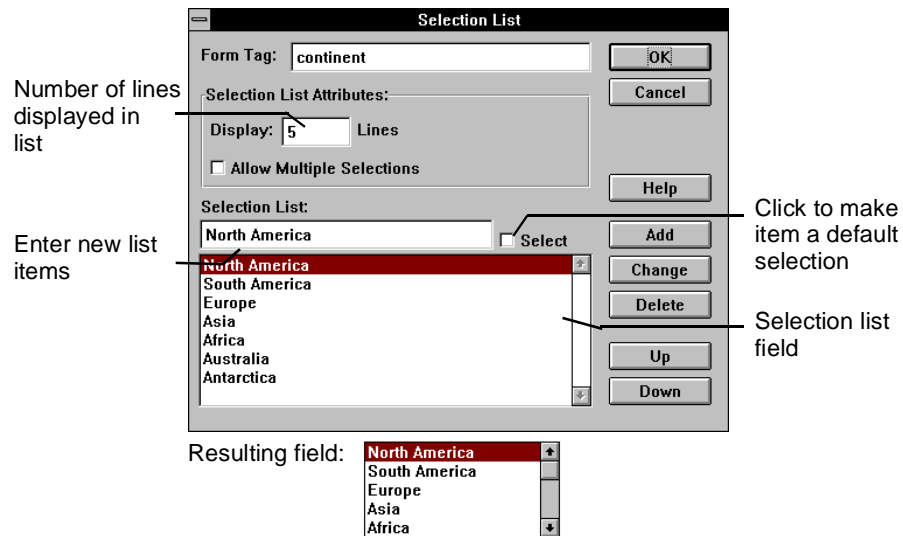 Selection List
Form Tag: continent
OK
Number of lines
displayed in
list
Selection List Attributes:
Cancel
Display: 5 Lines
Allow Multiple Selections
Help
Selection List:
Click to make
item a default
selection
Enter new list
items
North America
Select
Add
North America
South America
Europe
Asia
Africa
Australia
Antarctica
Change
Delete
Selection list
field
Up
Down
Resulting field:
North America
South America
Europe
Asia
Africa